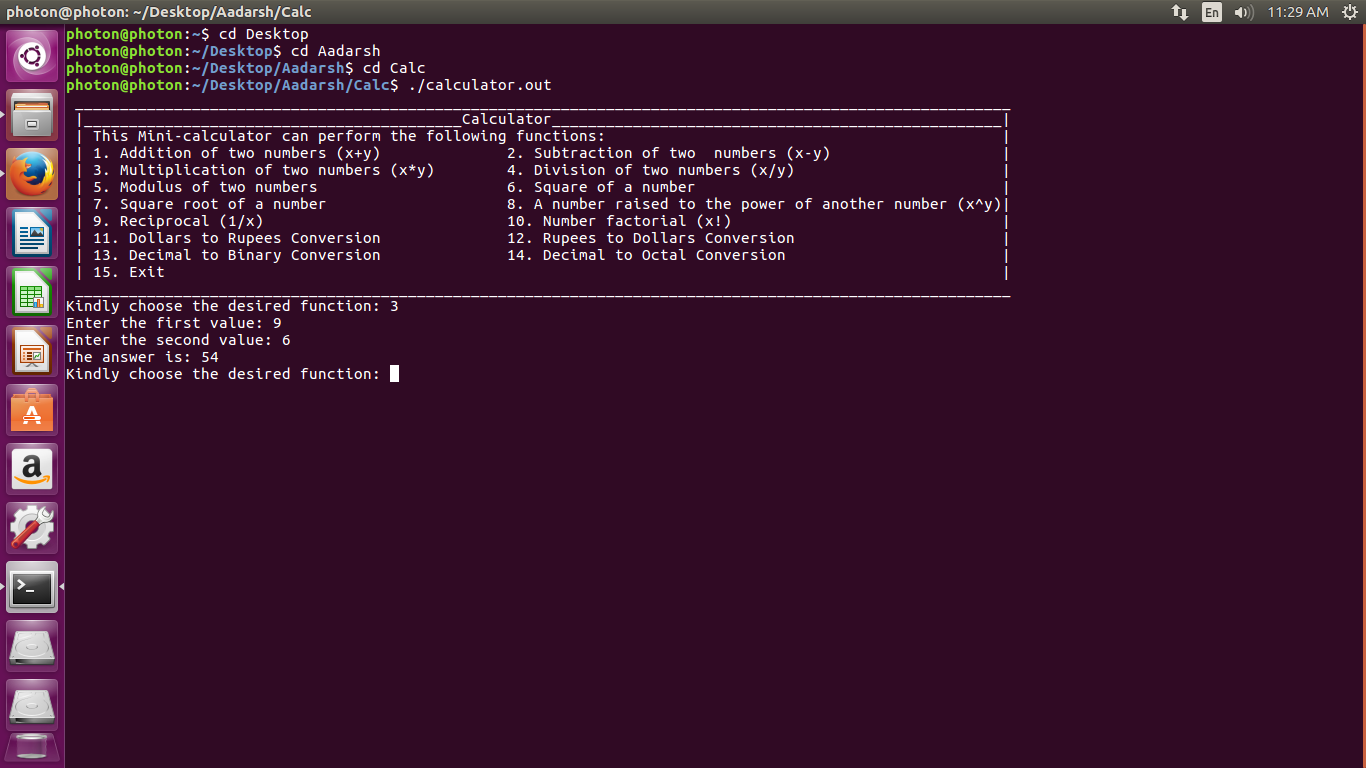 photon@photon: ~/Desktop/Aadarsh/Calc En 11:29 AM
photon@photon:~$ cd Desktop
photon@photon:~/Desktop$ cd Aadarsh
photon@photon:~/Desktop/Aadarsh$ cd Calc
photon@photon:~/Desktop/Aadarsh/Calc$ ./calculator.out
Calculator
This Mini-calculator can perform the following functions:
1. Addition of two numbers (x+y) 2. Subtraction of two  numbers (x-y)
3. Multiplication of two numbers (x*y) 4. Division of two numbers (x/y)
5. Modulus of two numbers 6. Square of a number
7. Square root of a number 8. A number raised to the power of another number (x^y)
9. Reciprocal (1/x) 10. Number factorial (x!)
11. Dollars to Rupees Conversion 12. Rupees to Dollars Conversion
13. Decimal to Binary Conversion 14. Decimal to Octal Conversion
15. Exit
Kindly choose the desired function: 3
Enter the first value: 9
Enter the second value: 6
The answer is: 54
Kindly choose the desired function: